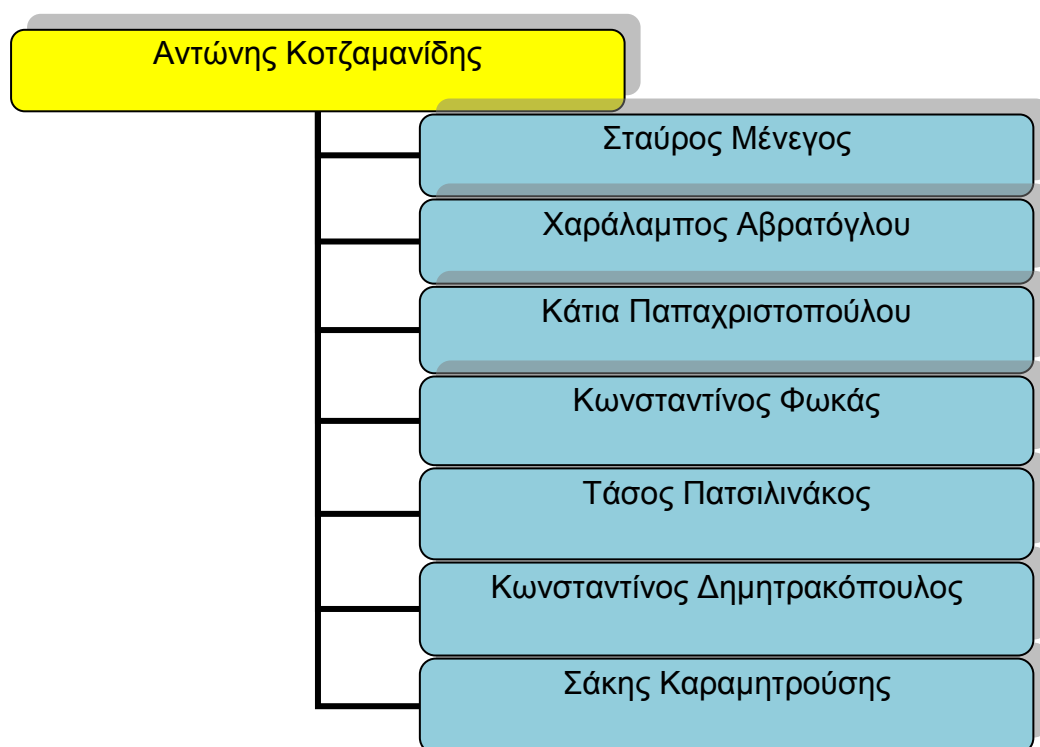 Αντώνης Κοτζαμανίδης
Σταύρος Μένεγος
Χαράλαμπος Αβρατόγλου
Κάτια Παπαχριστοπούλου
Κωνσταντίνος Φωκάς
Τάσος Πατσιλινάκος
Κωνσταντίνος Δημητρακόπουλος
Σάκης Καραμητρούσης